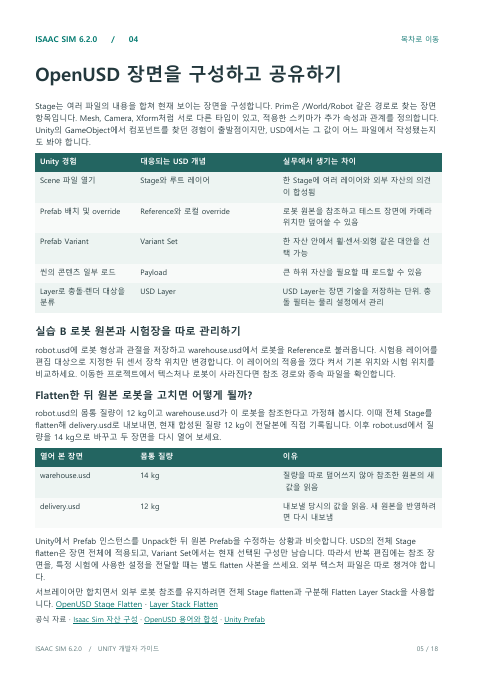 ISAAC SIM 6.2.0 / 04 목차로 이동
OpenUSD 장면을 구성하고 공유하기
Stage는 여러 파일의 내용을 합쳐 현재 보이는 장면을 구성합니다. Prim은 /World/Robot 같은 경로로 찾는 장면
항목입니다. Mesh, Camera, Xform처럼 서로 다른 타입이 있고, 적용한 스키마가 추가 속성과 관계를 정의합니다.
Unity의 GameObject에서 컴포넌트를 찾던 경험이 출발점이지만, USD에서는 그 값이 어느 파일에서 작성됐는지
도 봐야 합니다.
Unity 경험 대응되는 USD 개념 실무에서 생기는 차이
Scene 파일 열기 Stage와 루트 레이어 한 Stage에 여러 레이어와 외부 자산의 의견
이 합성됨
Prefab 배치 및 override Reference와 로컬 override 로봇 원본을 참조하고 테스트 장면에 카메라
위치만 덮어쓸 수 있음
Prefab Variant Variant Set 한 자산 안에서 휠·센서·외형 같은 대안을 선
택 가능
씬의 콘텐츠 일부 로드 Payload 큰 하위 자산을 필요할 때 로드할 수 있음
Layer로 충돌·렌더 대상을 USD Layer USD Layer는 장면 기술을 저장하는 단위. 충
분류 돌 필터는 물리 설정에서 관리
실습 B 로봇 원본과 시험장을 따로 관리하기
robot.usd에 로봇 형상과 관절을 저장하고 warehouse.usd에서 로봇을 Reference로 불러옵니다. 시험용 레이어를
편집 대상으로 지정한 뒤 센서 장착 위치만 변경합니다. 이 레이어의 적용을 껐다 켜서 기본 위치와 시험 위치를
비교하세요. 이동한 프로젝트에서 텍스처나 로봇이 사라진다면 참조 경로와 종속 파일을 확인합니다.
Flatten한 뒤 원본 로봇을 고치면 어떻게 될까?
robot.usd의 몸통 질량이 12 kg이고 warehouse.usd가 이 로봇을 참조한다고 가정해 봅시다. 이때 전체 Stage를
flatten해 delivery.usd로 내보내면, 현재 합성된 질량 12 kg이 전달본에 직접 기록됩니다. 이후 robot.usd에서 질
량을 14 kg으로 바꾸고 두 장면을 다시 열어 보세요.
열어 본 장면 몸통 질량 이유
warehouse.usd 14 kg 질량을 따로 덮어쓰지 않아 참조한 원본의 새
값을 읽음
delivery.usd 12 kg 내보낼 당시의 값을 읽음. 새 원본을 반영하려
면 다시 내보냄
Unity에서 Prefab 인스턴스를 Unpack한 뒤 원본 Prefab을 수정하는 상황과 비슷합니다. USD의 전체 Stage
flatten은 장면 전체에 적용되고, Variant Set에서는 현재 선택된 구성만 남습니다. 따라서 반복 편집에는 참조 장
면을, 특정 시험에 사용한 설정을 전달할 때는 별도 flatten 사본을 쓰세요. 외부 텍스처 파일은 따로 챙겨야 합니
다.
서브레이어만 합치면서 외부 로봇 참조를 유지하려면 전체 Stage flatten과 구분해 Flatten Layer Stack을 사용합
니다. OpenUSD Stage Flatten · Layer Stack Flatten
공식 자료 · Isaac Sim 자산 구성 · OpenUSD 용어와 합성 · Unity Prefab
ISAAC SIM 6.2.0 / UNITY 개발자 가이드 05 / 18